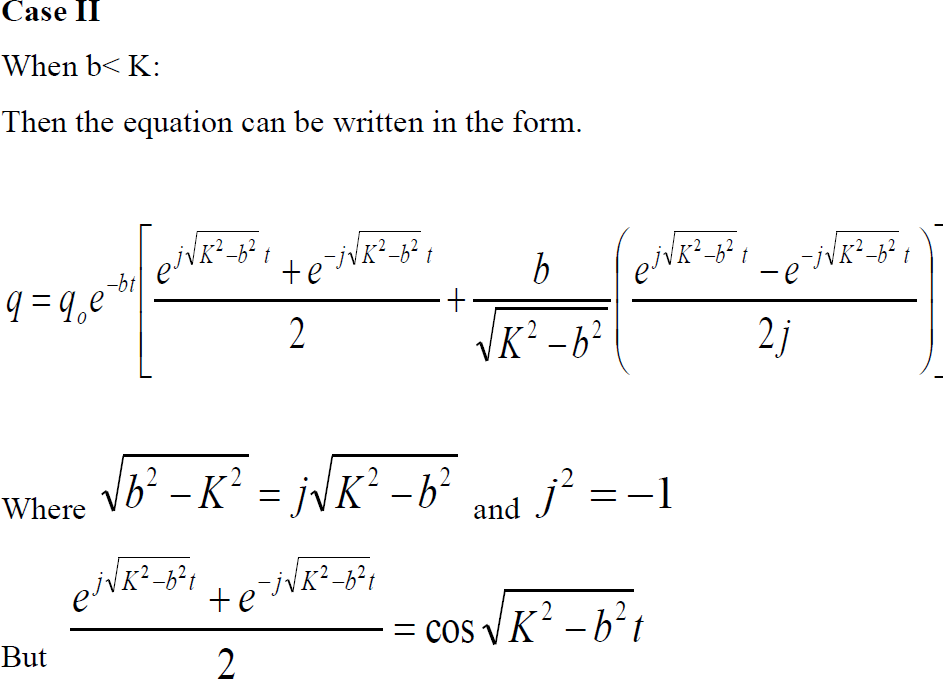 Case II
When b< K:
Then the equation can be written in the form.
q = qₒe^{-bt} [ (e^{j√(K²-b²) t} + e^{-j√(K²-b²) t}) / 2 + b / √(K²-b²) ( (e^{j√(K²-b²) t} - e^{-j√(K²-b²) t}) / 2j ) ]
Where √(b² - K²) = j√(K² - b²) and j² = -1
But (e^{j√(K²-b²)t} + e^{-j√(K²-b²)t}) / 2 = cos √(K² - b²) t